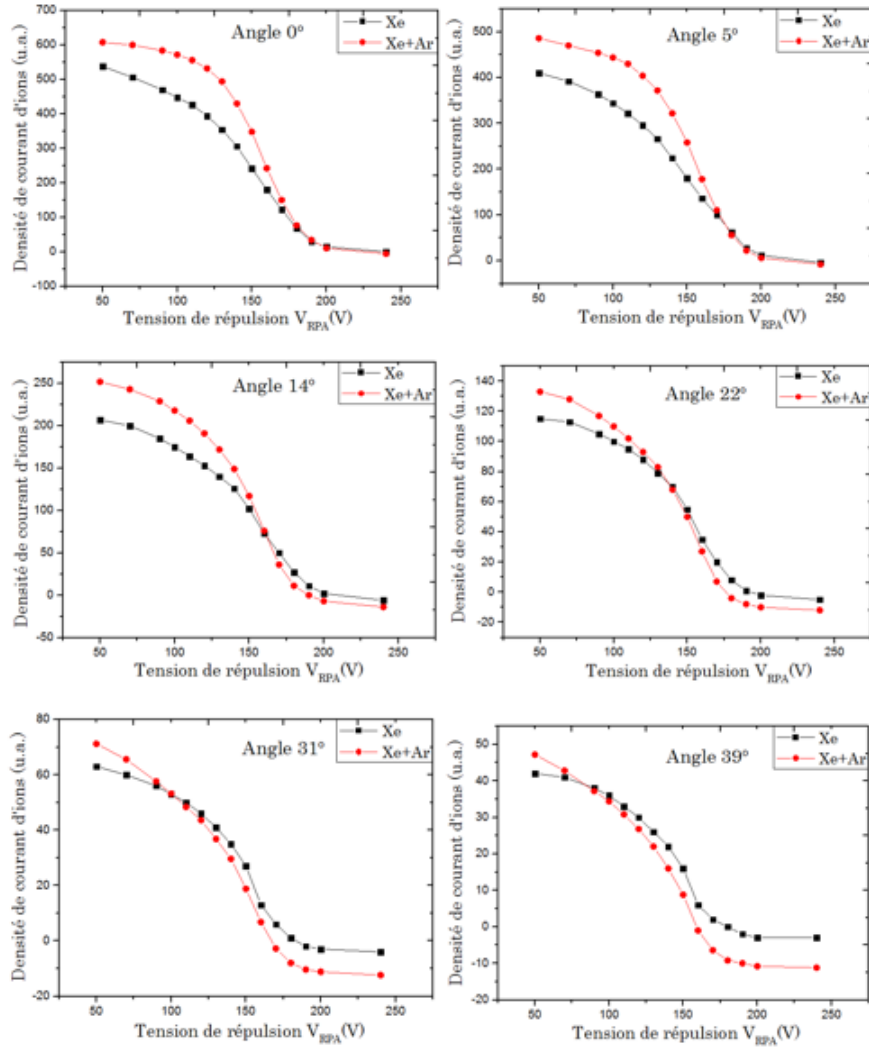 Angle 0°
Xe
Xe+Ar
Densité de courant d'ions (u.a.)
700
600
500
400
300
200
100
0
-100
50 100 150 200 250
Tension de répulsion V_RPA(V)
Angle 5°
Xe
Xe+Ar
Densité de courant d'ions (u.a.)
500
400
300
200
100
0
50 100 150 200 250
Tension de répulsion V_RPA(V)
Angle 14°
Xe
Xe+Ar
Densité de courant d'ions (u.a.)
250
200
150
100
50
0
-50
50 100 150 200 250
Tension de répulsion V_RPA(V)
Angle 22°
Xe
Xe+Ar
Densité de courant d'ions (u.a.)
140
120
100
80
60
40
20
0
-20
50 100 150 200 250
Tension de répulsion V_RPA(V)
Angle 31°
Xe
Xe+Ar
Densité de courant d'ions (u.a.)
80
60
40
20
0
-20
50 100 150 200 250
Tension de répulsion V_RPA(V)
Angle 39°
Xe
Xe+Ar
Densité de courant d'ions (u.a.)
50
40
30
20
10
0
-10
-20
50 100 150 200 250
Tension de répulsion V_RPA(V)